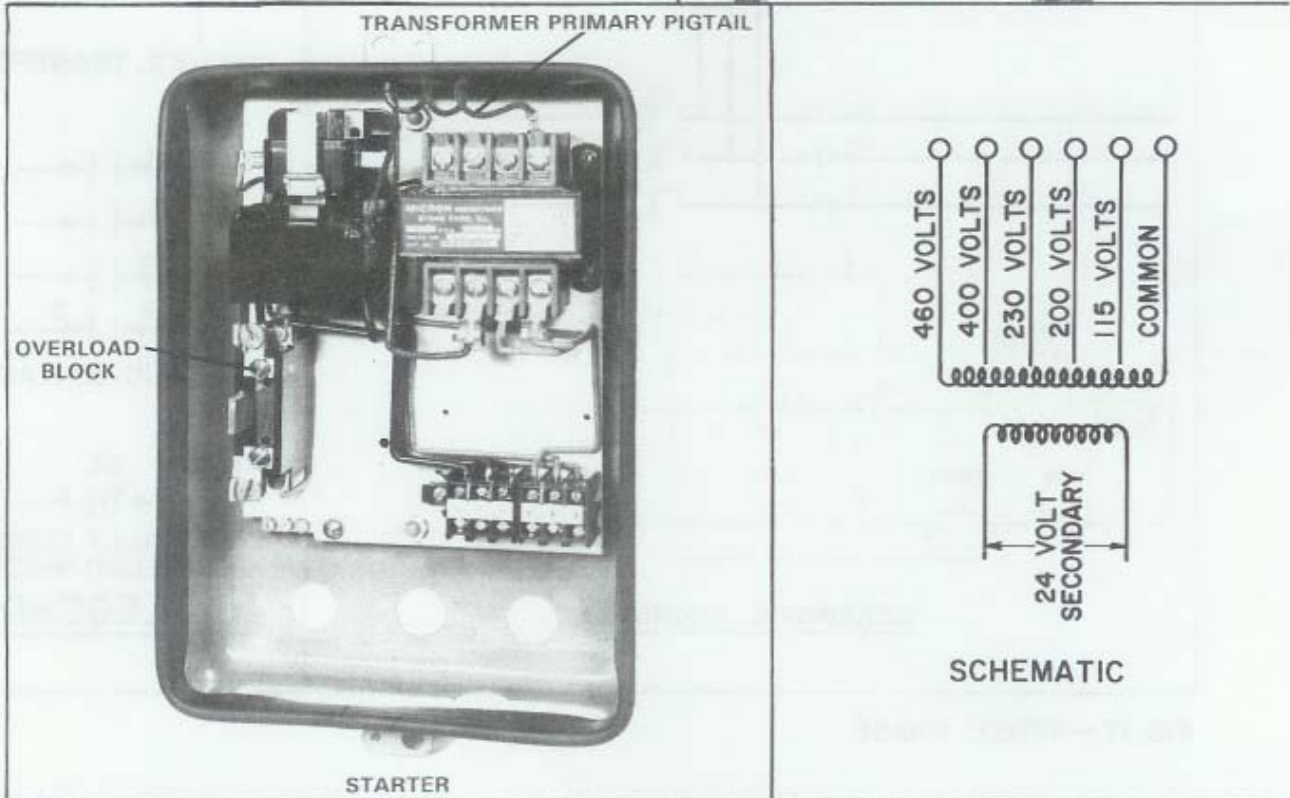 TRANSFORMER PRIMARY PIGTAIL
OVERLOAD
BLOCK
STARTER
460 VOLTS
400 VOLTS
230 VOLTS
200 VOLTS
115 VOLTS
COMMON
24 VOLT
SECONDARY
SCHEMATIC